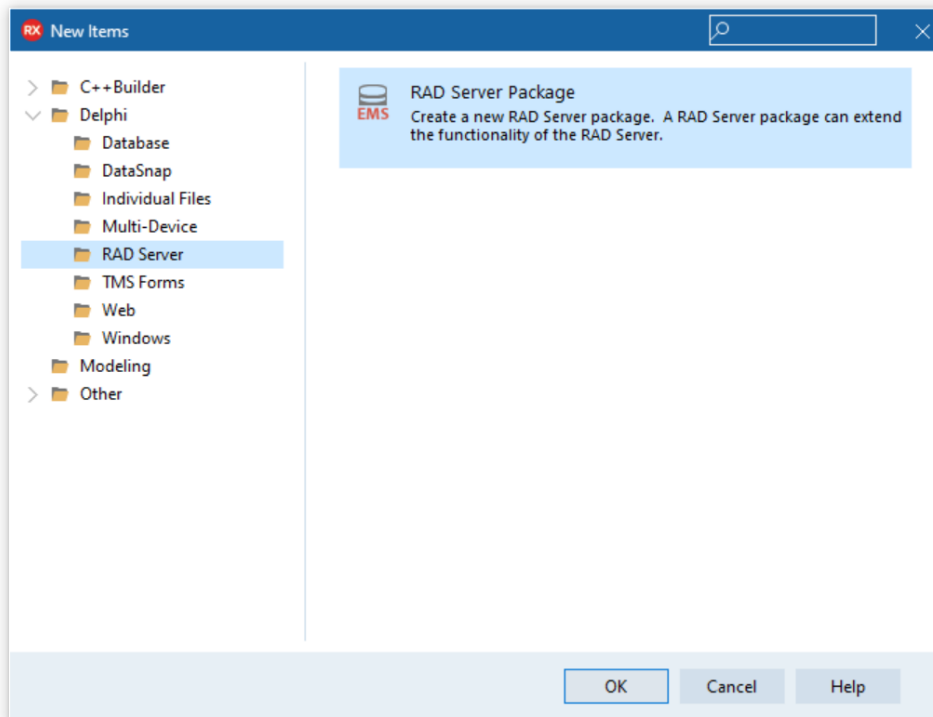 RX New Items
C++Builder
Delphi
Database
DataSnap
Individual Files
Multi-Device
RAD Server
TMS Forms
Web
Windows
Modeling
Other
EMS
RAD Server Package
Create a new RAD Server package.  A RAD Server package can extend
the functionality of the RAD Server.
OK
Cancel
Help